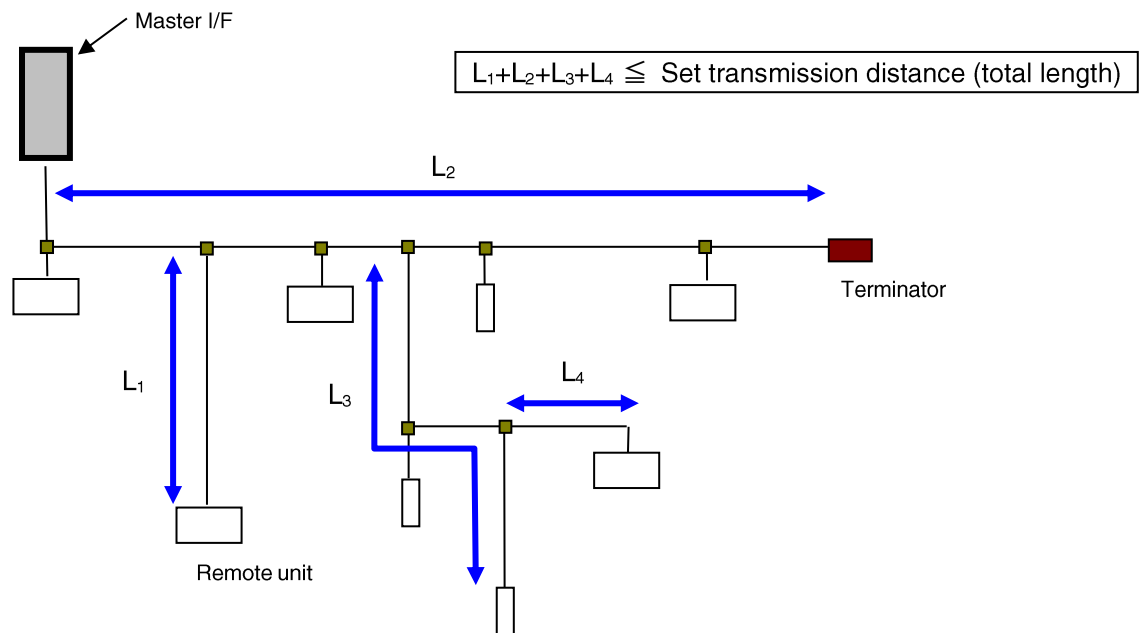 Master I/F
L₁+L₂+L₃+L₄ ≦ Set transmission distance (total length)
L₂
Terminator
L₁
L₃
L₄
Remote unit